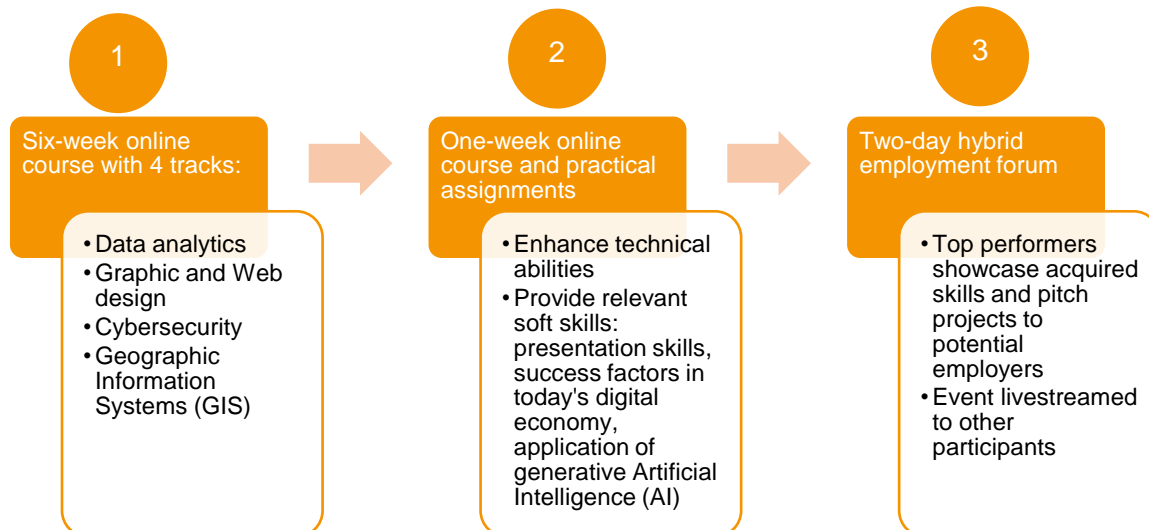 1
Six-week online
course with 4 tracks:
•Data analytics
•Graphic and Web
design
•Cybersecurity
•Geographic
Information
Systems (GIS)
2
One-week online
course and practical
assignments
•Enhance technical
abilities
•Provide relevant
soft skills:
presentation skills,
success factors in
today's digital
economy,
application of
generative Artificial
Intelligence (AI)
3
Two-day hybrid
employment forum
•Top performers
showcase acquired
skills and pitch
projects to
potential
employers
•Event livestreamed
to other
participants